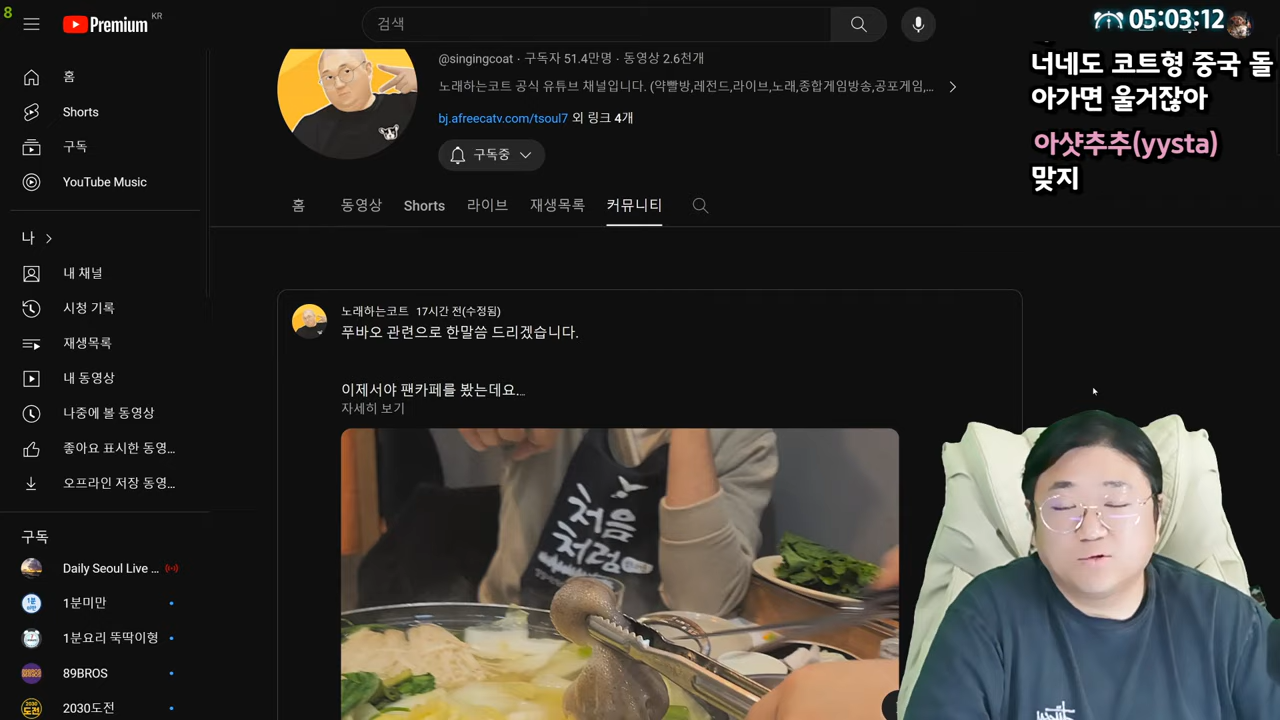 8
Premium KR
검색
05:03:12
너네도 코트형 중국 돌
아가면 울거잖아
아샷추추(yysta)
맞지
홈
Shorts
구독
YouTube Music
나
내 채널
시청 기록
재생목록
내 동영상
나중에 볼 동영상
좋아요 표시한 동영...
오프라인 저장 동영...
구독
Daily Seoul Live ...
1분미만
1분요리 뚝딱이형
89BROS
2030도전
@singingcoat · 구독자 51.4만명 · 동영상 2.6천개
노래하는코트 공식 유튜브 채널입니다. (약빨방,레전드,라이브,노래,종합게임방송,공포게임,...
bj.afreecatv.com/tsoul7 외 링크 4개
구독중
홈 동영상 Shorts 라이브 재생목록 커뮤니티
노래하는코트 17시간 전(수정됨)
푸바오 관련으로 한말씀 드리겠습니다.
이제서야 팬카페를 봤는데요...
자세히 보기
처음
처럼